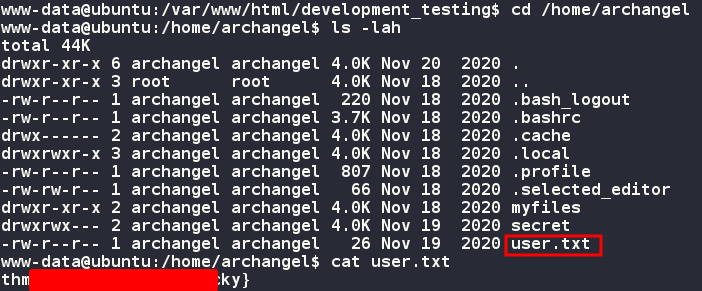 www-data@ubuntu:/var/www/html/development_testing$ cd /home/archangel
www-data@ubuntu:/home/archangel$ ls -lah
total 44K
drwxr-xr-x 6 archangel archangel 4.0K Nov 20  2020 .
drwxr-xr-x 3 root      root      4.0K Nov 18  2020 ..
-rw-r--r-- 1 archangel archangel  220 Nov 18  2020 .bash_logout
-rw-r--r-- 1 archangel archangel 3.7K Nov 18  2020 .bashrc
drwx------ 2 archangel archangel 4.0K Nov 18  2020 .cache
drwxrwxr-x 3 archangel archangel 4.0K Nov 18  2020 .local
-rw-r--r-- 1 archangel archangel  807 Nov 18  2020 .profile
-rw-rw-r-- 1 archangel archangel   66 Nov 18  2020 .selected_editor
drwxr-xr-x 2 archangel archangel 4.0K Nov 18  2020 myfiles
drwxrwx--- 2 archangel archangel 4.0K Nov 19  2020 secret
-rw-r--r-- 1 archangel archangel   26 Nov 19  2020 user.txt
www-data@ubuntu:/home/archangel$ cat user.txt
thm cky}